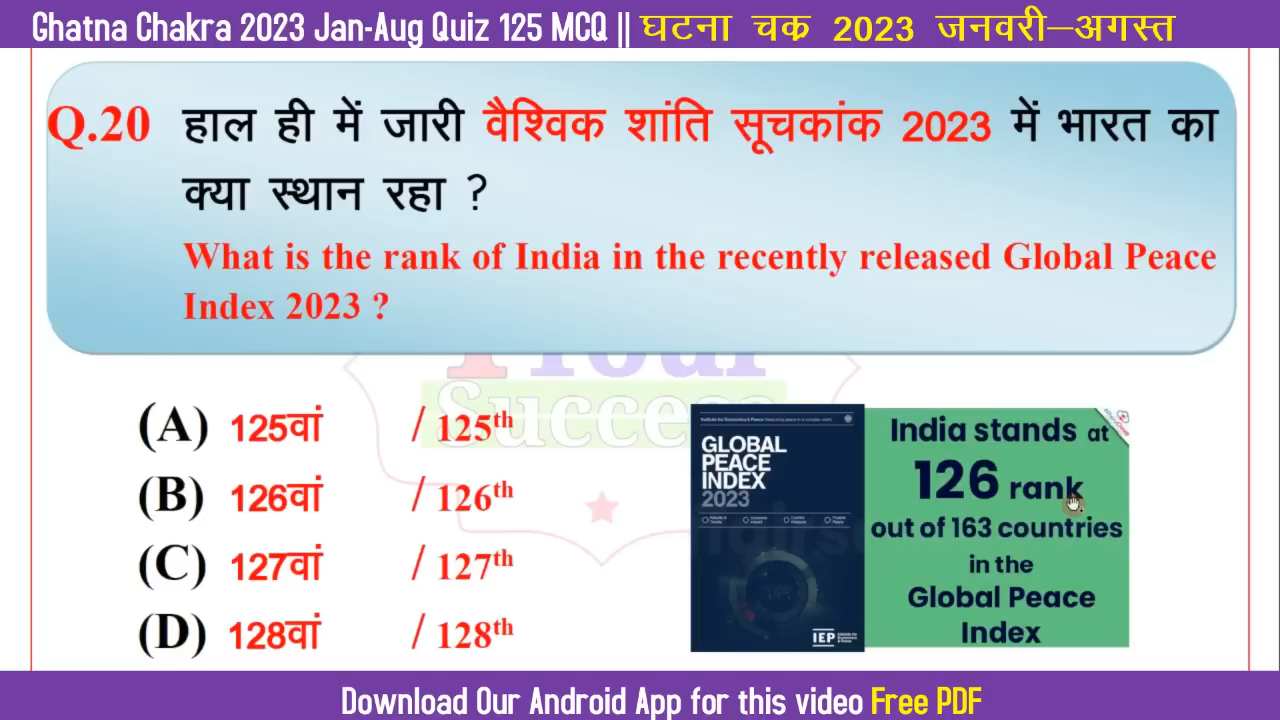 Ghatna Chakra 2023 Jan-Aug Quiz 125 MCQ || घटना चक्र 2023 जनवरी–अगस्त
Q.20 हाल ही में जारी वैश्विक शांति सूचकांक 2023 में भारत का
क्या स्थान रहा ?
What is the rank of India in the recently released Global Peace
Index 2023 ?
Success
(A) 125वां / 125th
(B) 126वां / 126th
(C) 127वां / 127th
(D) 128वां / 128th
GLOBAL
PEACE
INDEX
2023
IEP
India stands at
126 rank
out of 163 countries
in the
Global Peace
Index
Download Our Android App for this video Free PDF